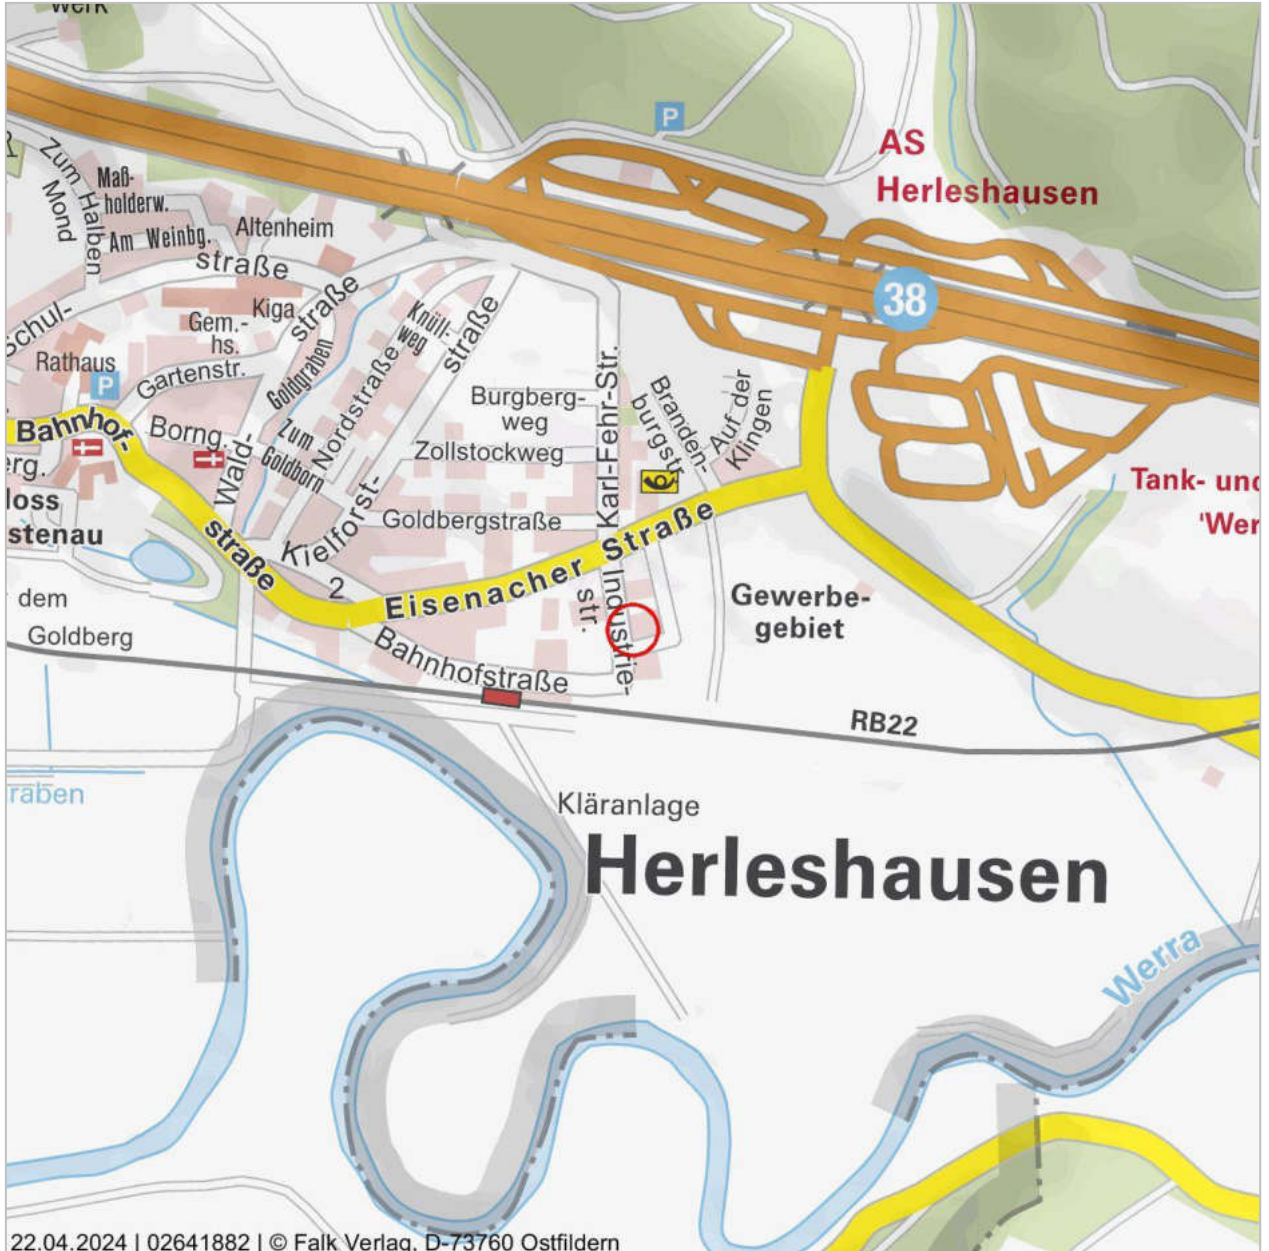 werk
P
AS
Herleshausen
Zum Halben
Mond
Maß-
holderw.
Am Weinbg.
Altenheim
straße
38
Schul-
Kiga
straße
Gem.-
hs.
Knüll-
weg
straße
Rathaus
P
Gartenstr.
Goldgraben
Nordstraße
Karl-Fehr-Str.
Burgberg-
weg
Branden-
burgstr.
Auf der
Klingen
Bahnhof-
Borng.
Zum
Goldborn
Zollstockweg
erg.
Wald-
Tank- und
'Wer
loss
stenau
straße
Kielforst-
Goldbergstraße
2
Eisenacher Straße
dem
Goldberg
Industrie-
str.
Gewerbe-
gebiet
Bahnhofstraße
RB22
raben
Kläranlage
Herleshausen
Werra
22.04.2024 | 02641882 | © Falk Verlag, D-73760 Ostfildern